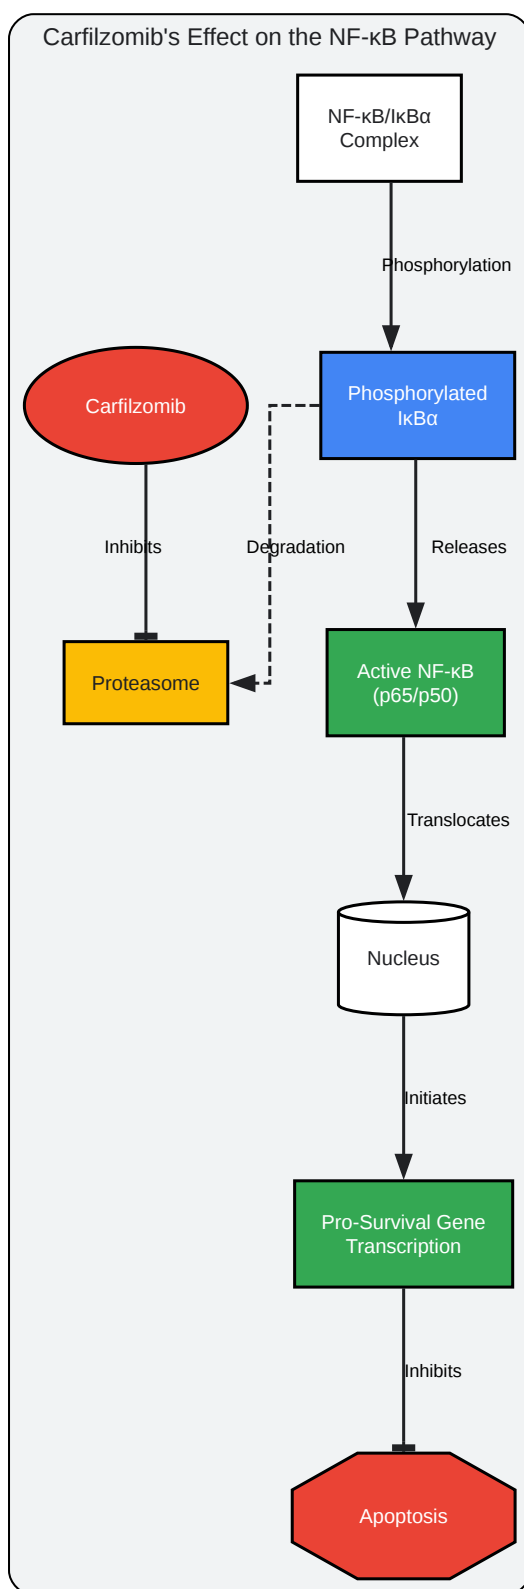 Carfilzomib's Effect on the NF-κB Pathway
NF-κB/IκBα
Complex
Phosphorylation
Carfilzomib
Phosphorylated
IκBα
Inhibits
Degradation
Releases
Proteasome
Active NF-κB
(p65/p50)
Translocates
Nucleus
Initiates
Pro-Survival Gene
Transcription
Inhibits
Apoptosis